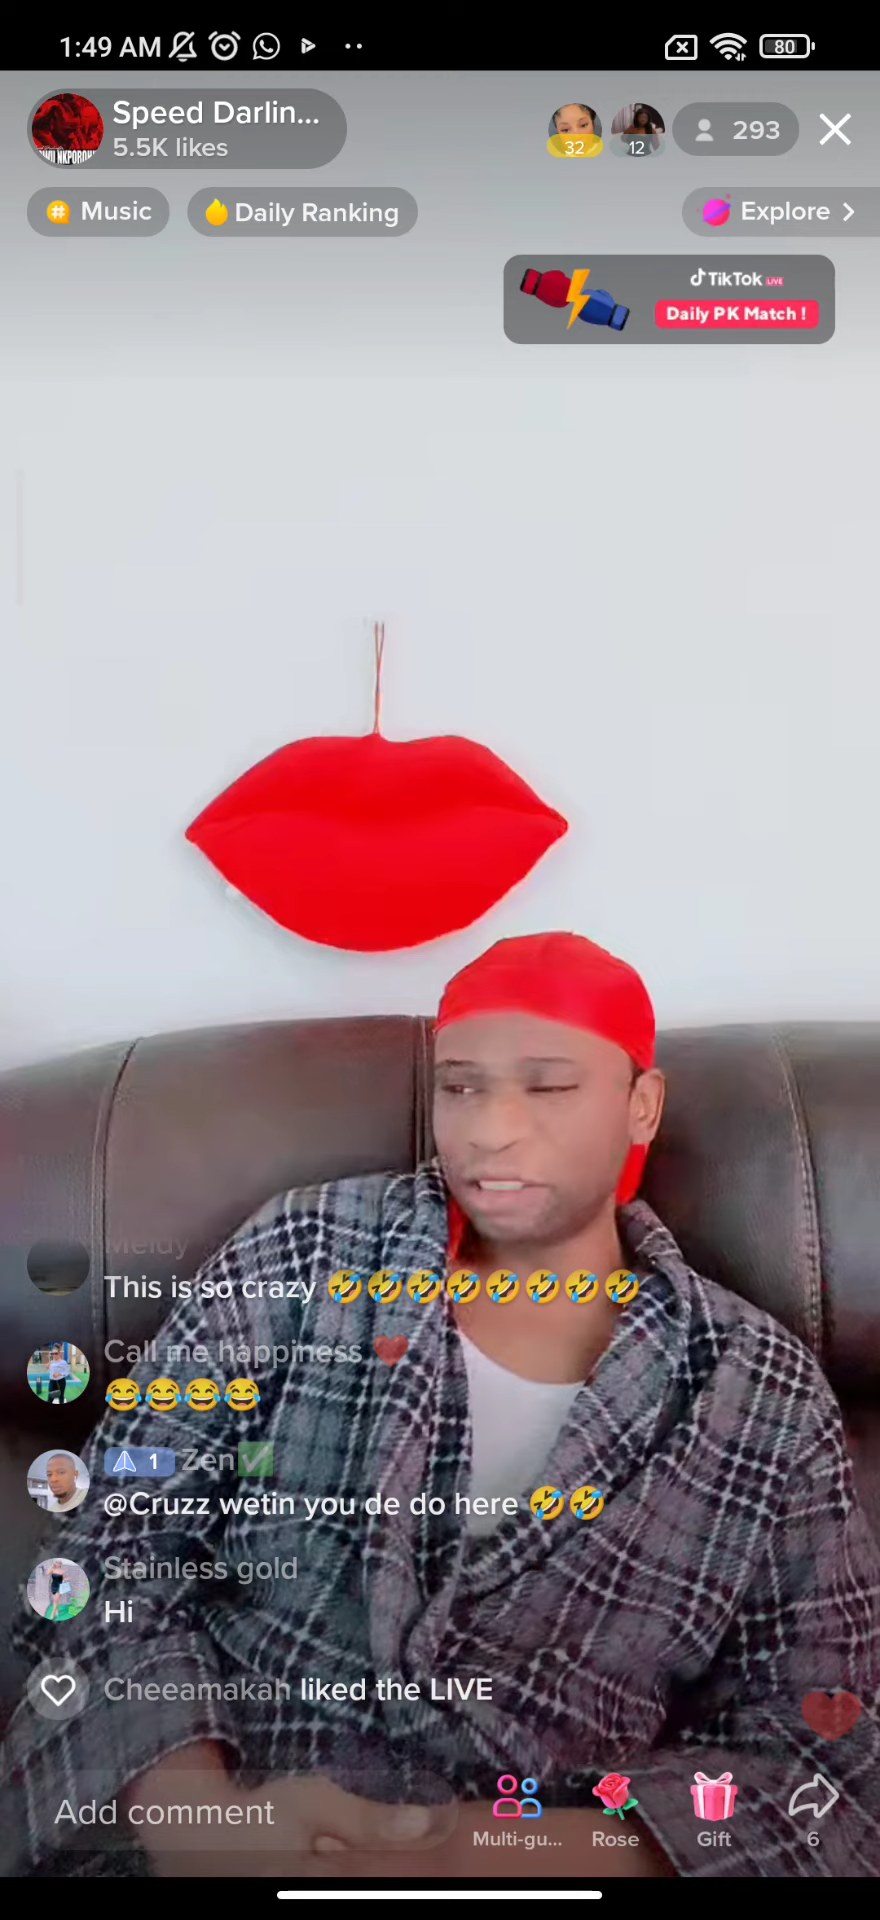 1:49 AM
80
Speed Darlin...
5.5K likes
32
12
293
Music
Daily Ranking
Explore
TikTok LIVE
Daily PK Match !
Meldy
This is so crazy 🤣🤣🤣🤣🤣🤣🤣🤣
Call me happiness ❤️
😂😂😂😂
1 Zen✅
@Cruzz wetin you de do here 🤣🤣
Stainless gold
Hi
Cheeamakah liked the LIVE
Add comment
Multi-gu...
Rose
Gift
6